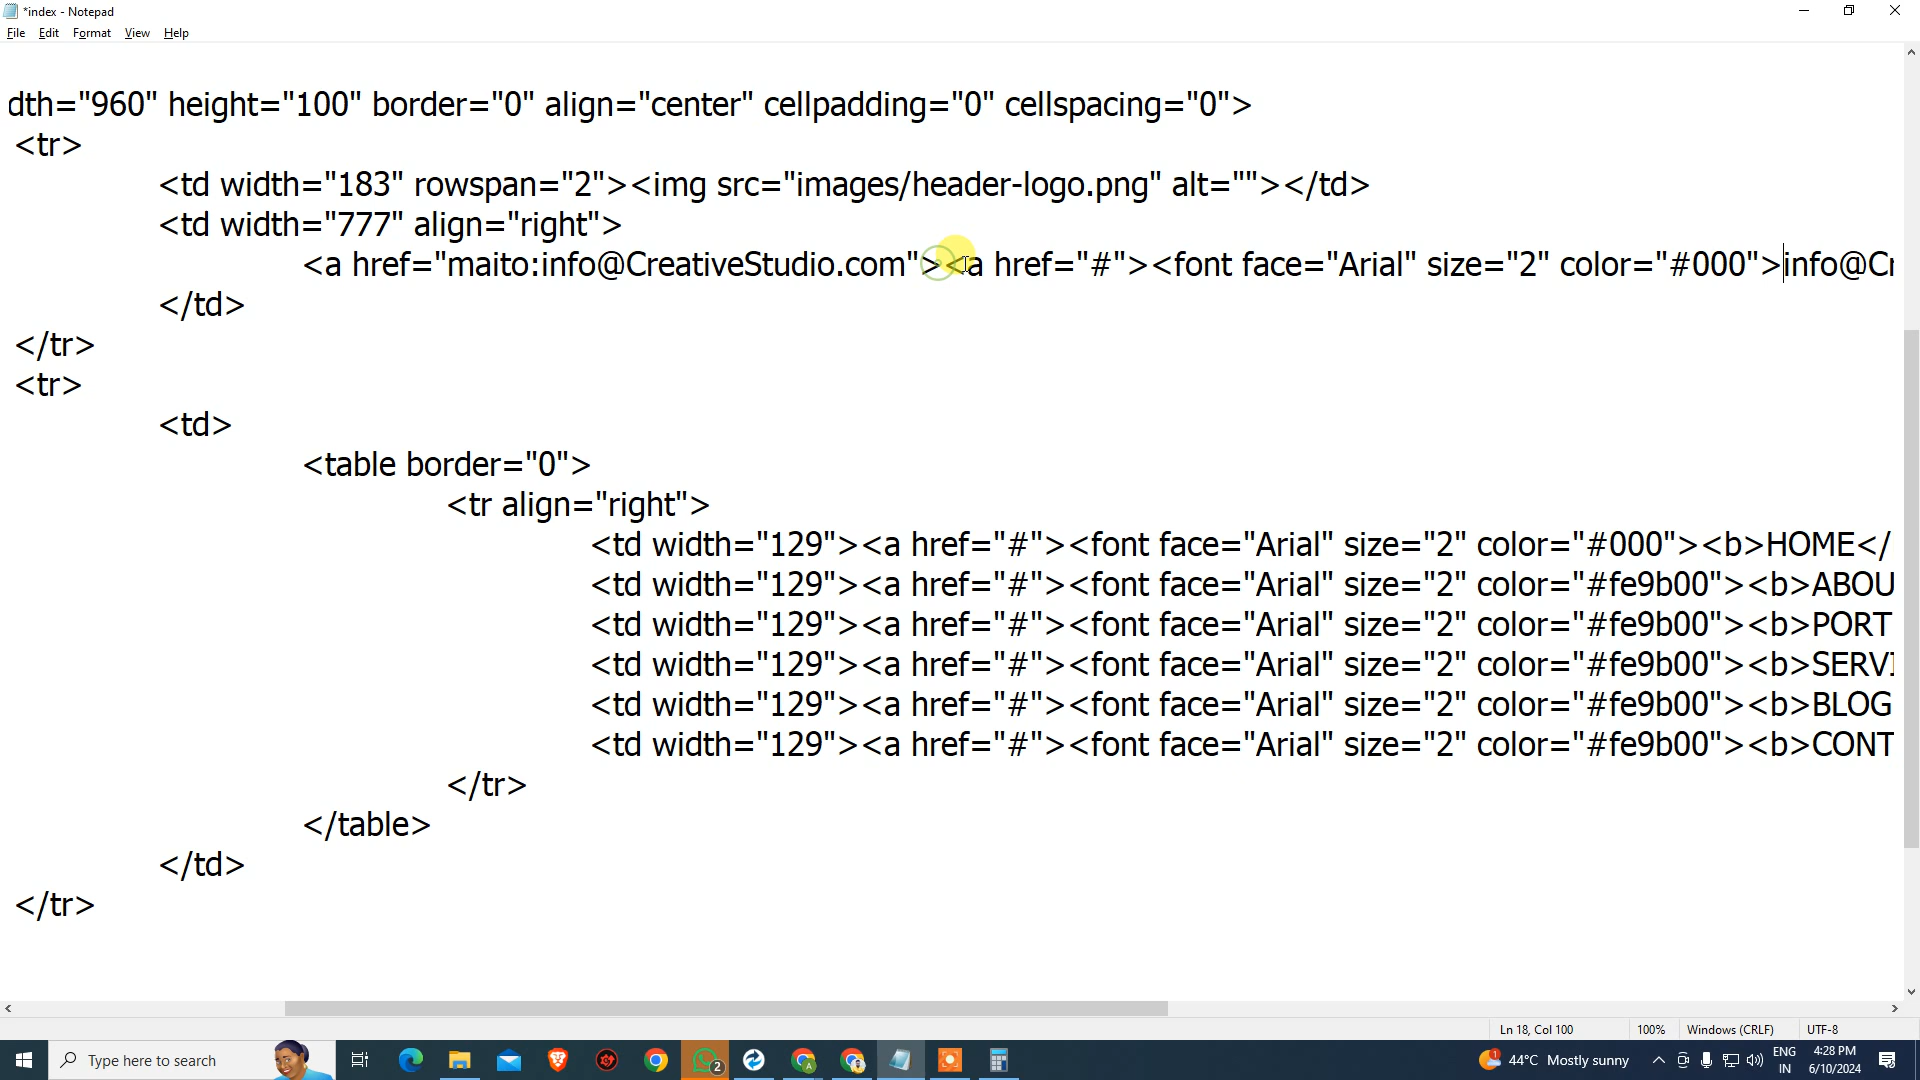 *index - Notepad
File Edit Format View Help
dth="960" height="100" border="0" align="center" cellpadding="0" cellspacing="0">
<tr>
<td width="183" rowspan="2"><img src="images/header-logo.png" alt=""></td>
<td width="777" align="right">
<a href="maito:info@CreativeStudio.com"><a href="#"><font face="Arial" size="2" color="#000">info@Cr
</td>
</tr>
<tr>
<td>
<table border="0">
<tr align="right">
<td width="129"><a href="#"><font face="Arial" size="2" color="#000"><b>HOME</
<td width="129"><a href="#"><font face="Arial" size="2" color="#fe9b00"><b>ABOU
<td width="129"><a href="#"><font face="Arial" size="2" color="#fe9b00"><b>PORT
<td width="129"><a href="#"><font face="Arial" size="2" color="#fe9b00"><b>SERVI
<td width="129"><a href="#"><font face="Arial" size="2" color="#fe9b00"><b>BLOG
<td width="129"><a href="#"><font face="Arial" size="2" color="#fe9b00"><b>CONT
</tr>
</table>
</td>
</tr>
Ln 18, Col 100 100% Windows (CRLF) UTF-8
Type here to search 2 A 44°C Mostly sunny ENG IN 4:28 PM 6/10/2024